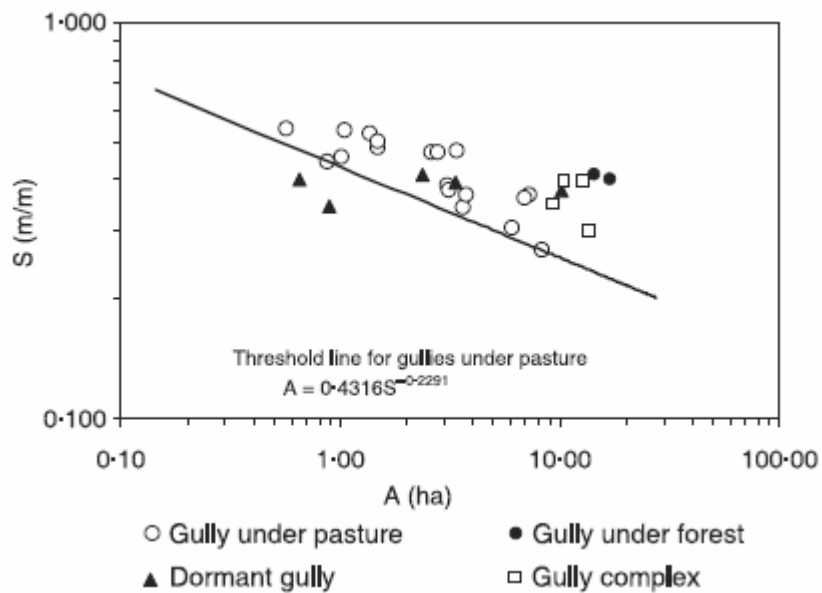 1·000
S (m/m)
Threshold line for gullies under pasture
A = 0·4316S⁻⁰·²²⁹¹
0·100
0·10 1·00 10·00 100·00
A (ha)
Gully under pasture Gully under forest
Dormant gully Gully complex